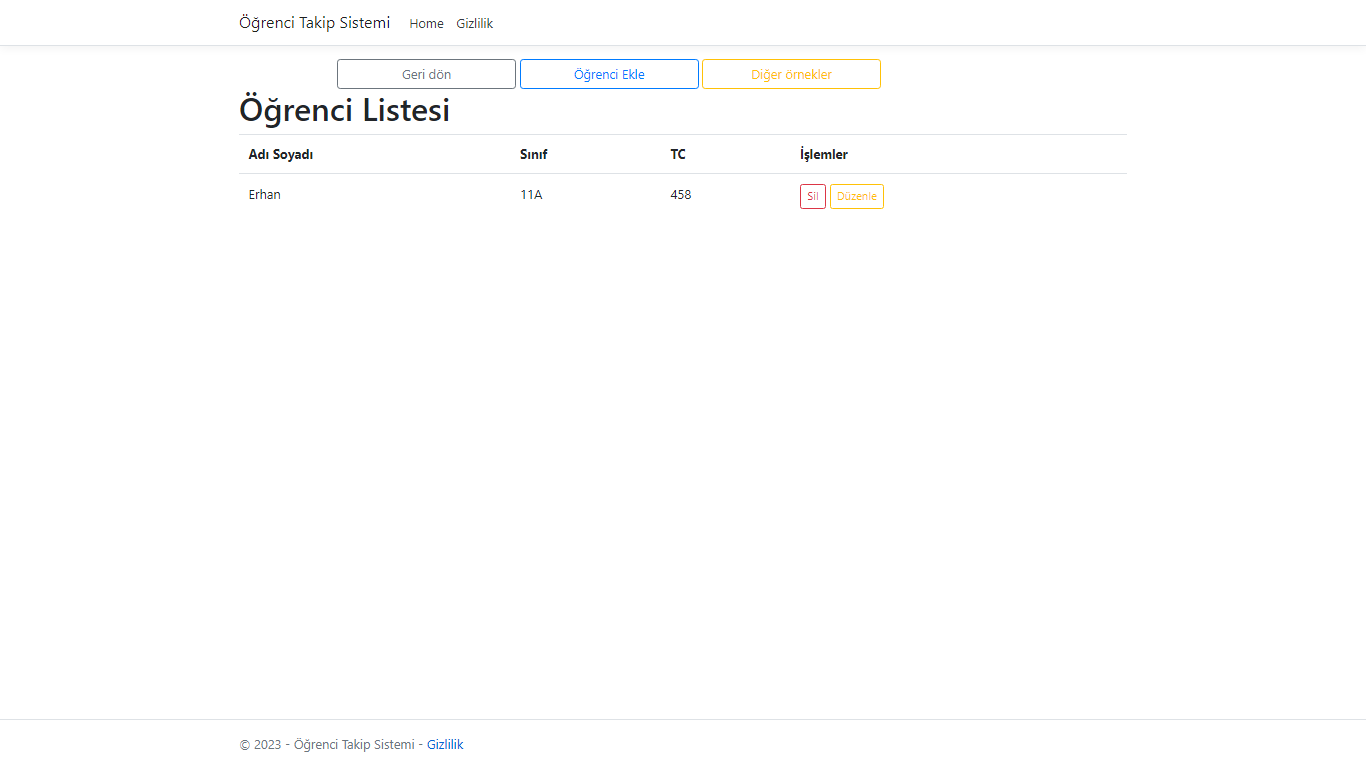 Öğrenci Takip Sistemi Home Gizlilik
Geri dön Öğrenci Ekle Diğer örnekler
Öğrenci Listesi
Adı Soyadı Sınıf TC İşlemler
Erhan 11A 458 Sil Düzenle
© 2023 - Öğrenci Takip Sistemi - Gizlilik